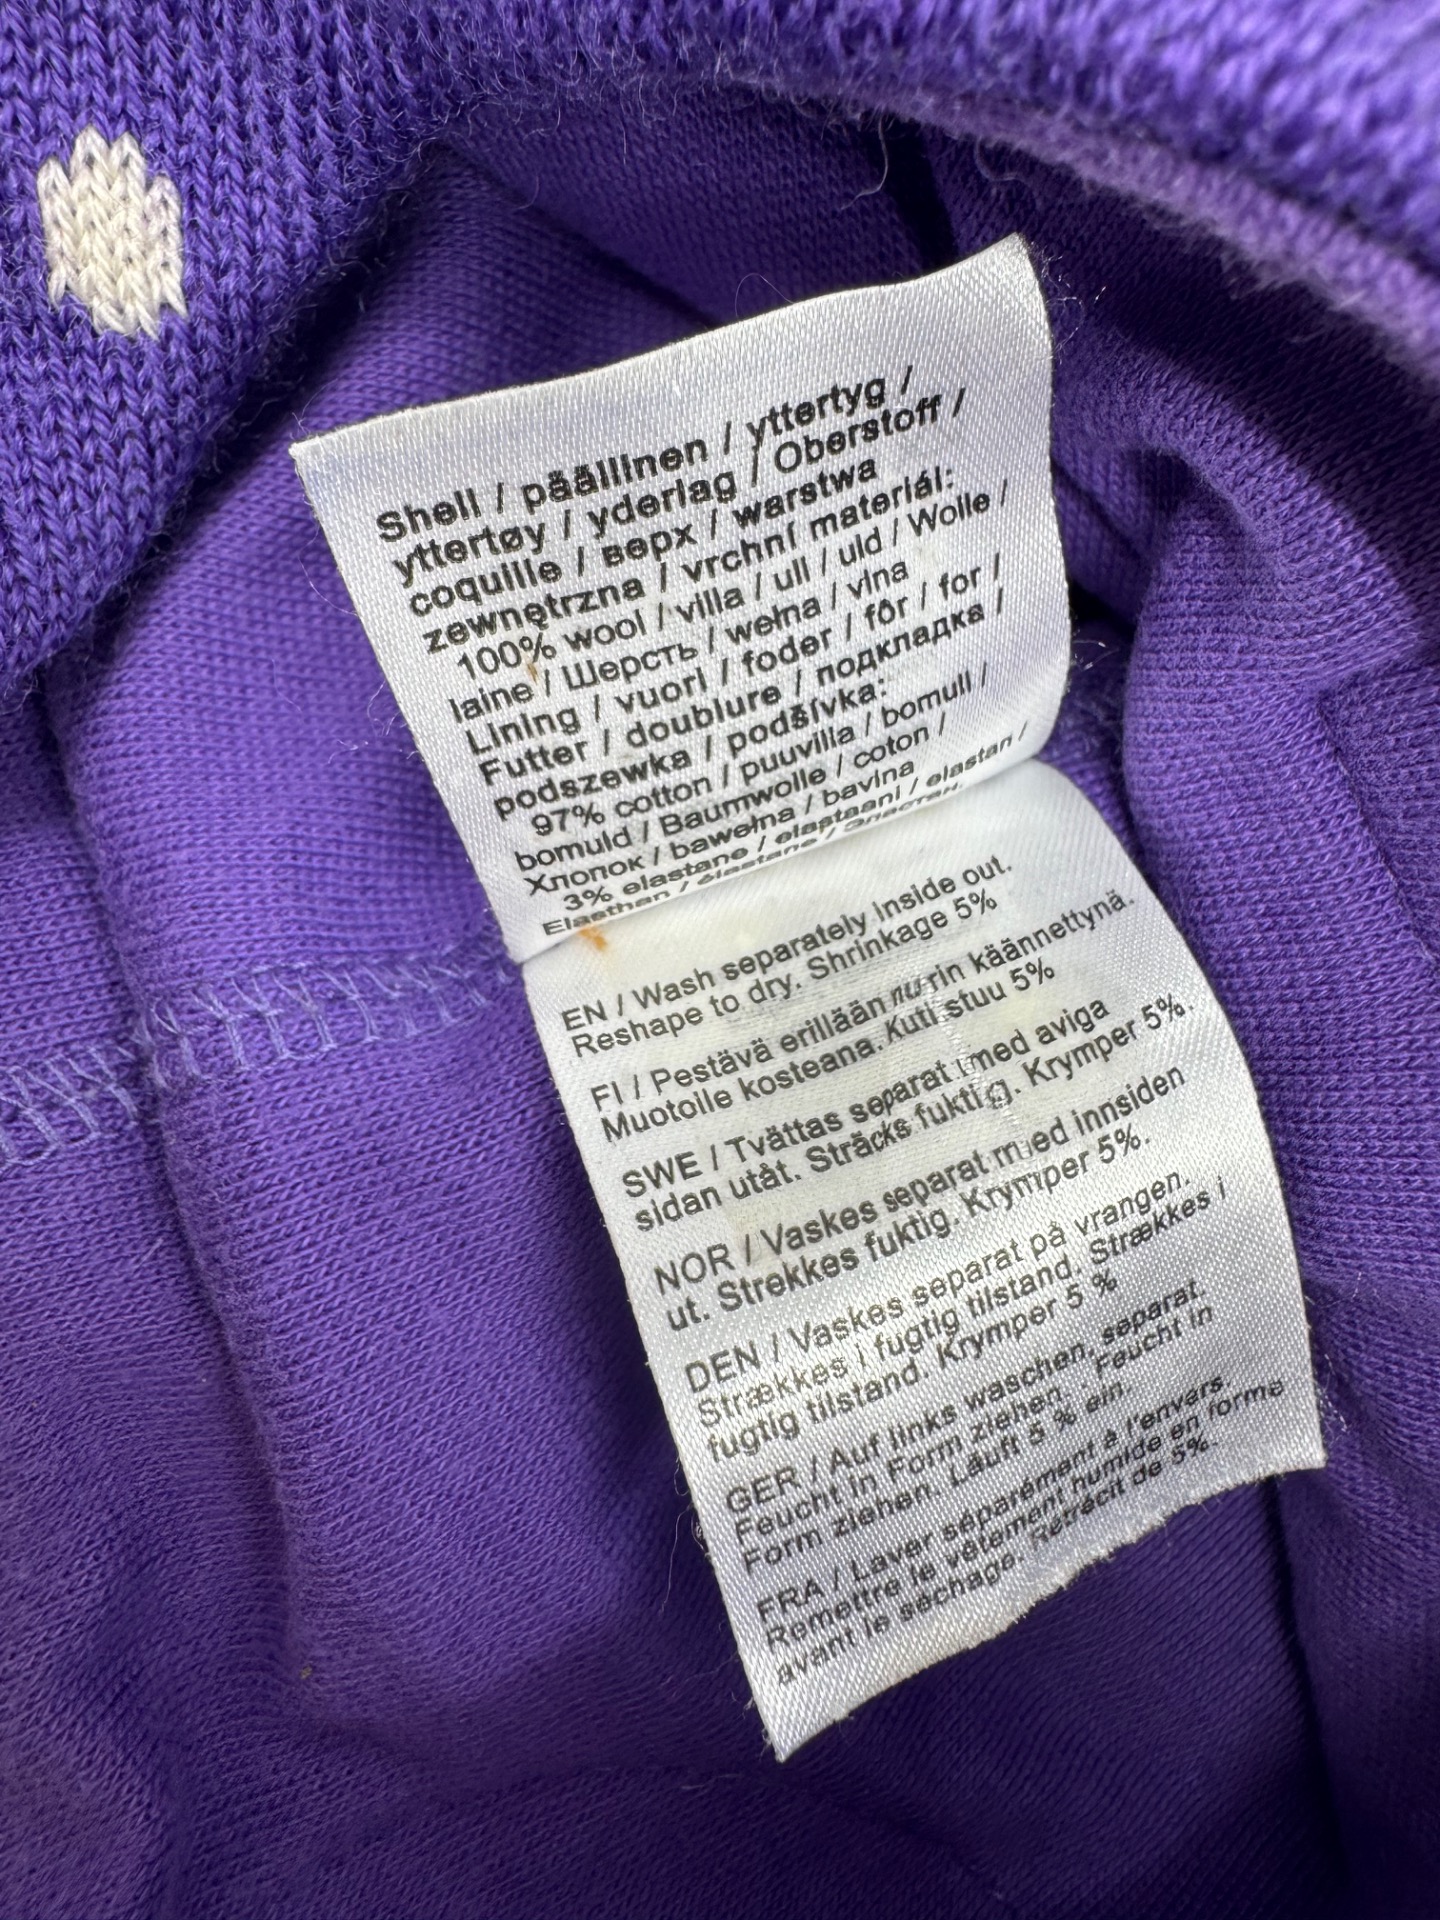 Shell / päällinen / yttertyg /
yttertøy / yderlag / Oberstoff /
coquille / верх / warstwa
zewnętrzna / vrchní materiál:
100% wool / villa / ull / uld / Wolle /
laine / Шерсть / wełna / vlna
Lining / vuori / foder / fôr / for /
Futter / doublure / подкладка /
podszewka / podšívka:
97% cotton / puuvilla / bomull /
bomuld / Baumwolle / coton /
Хлопок / bawełna / bavlna
3% elastane / elastaani / elastan /
Elasthan / élastane / Эластан.
EN / Wash separately inside out.
Reshape to dry. Shrinkage 5%
FI / Pestävä erillään nurin käännettynä.
Muotoile kosteana. Kutistuu 5%
SWE / Tvättas separat med aviga
sidan utåt. Sträcks fuktig. Krymper 5%.
NOR / Vaskes separat med innsiden
ut. Strekkes fuktig. Krymper 5%.
DEN / Vaskes separat på vrangen.
Strækkes i fugtig tilstand. Strækkes i
fugtig tilstand. Krymper 5 %
GER / Auf links waschen, separat.
Feucht in Form ziehen. . Feucht in
Form ziehen. Läuft 5 % ein.
FRA / Laver séparément à l'envers
Remettre le vêtement humide en forme
avant le séchage. Rétrécit de 5%.